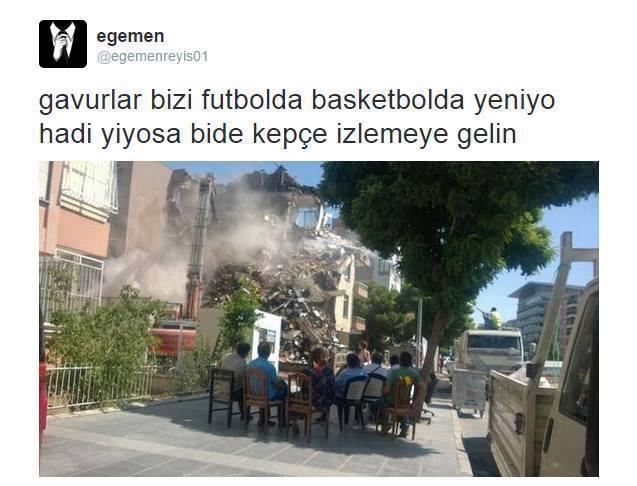 egemen
@egemenreyis01
gavurlar bizi futbolda basketbolda yeniyo
hadi yiyosa bide kepçe izlemeye gelin